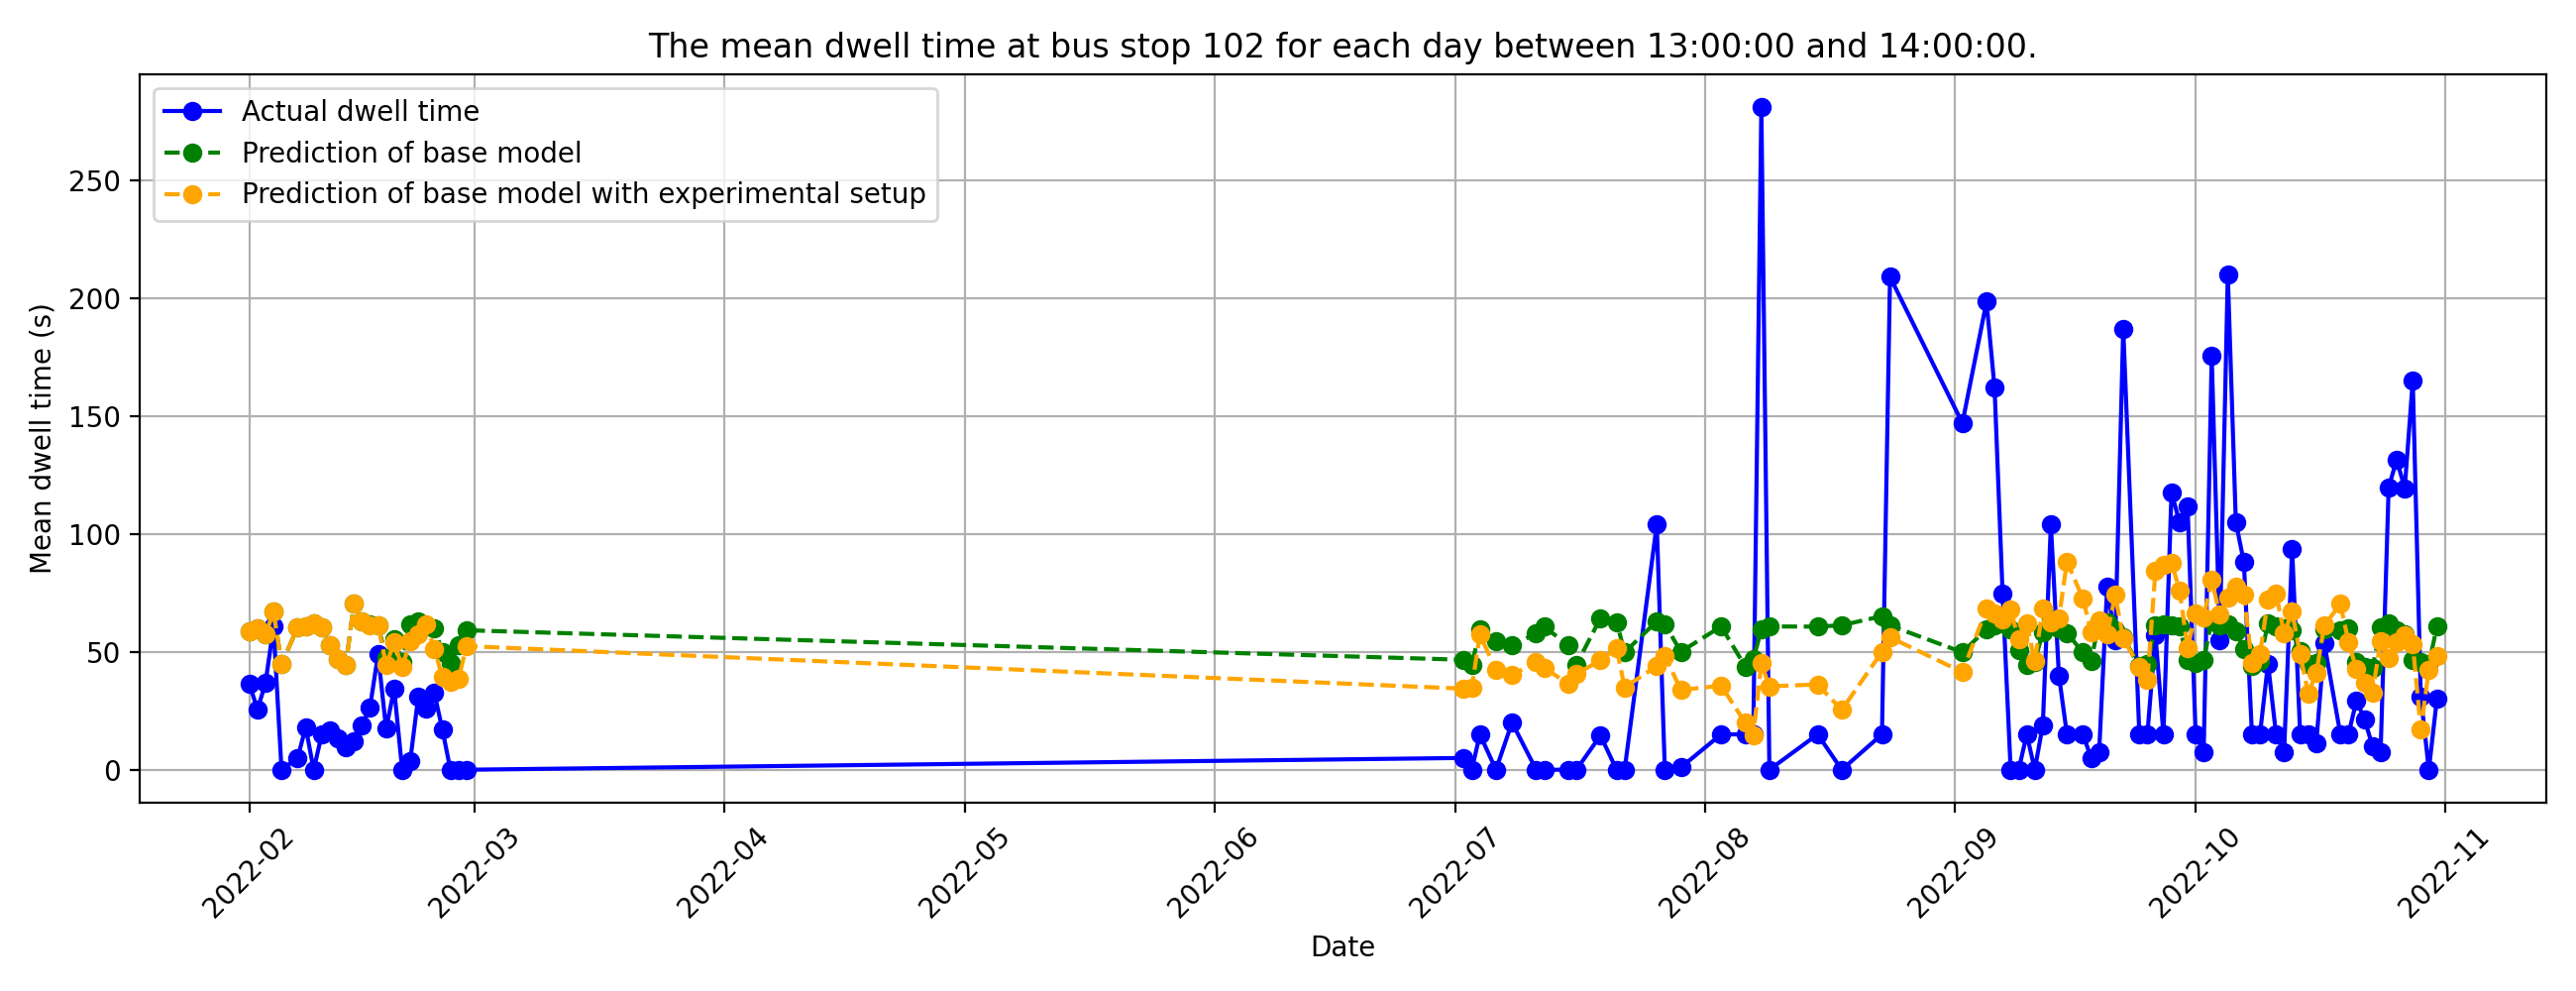 The mean dwell time at bus stop 102 for each day between 13:00:00 and 14:00:00.
Actual dwell time
Prediction of base model
Prediction of base model with experimental setup
Mean dwell time (s)
250
200
150
100
50
0
2022-02
2022-03
2022-04
2022-05
2022-06
2022-07
2022-08
2022-09
2022-10
2022-11
Date